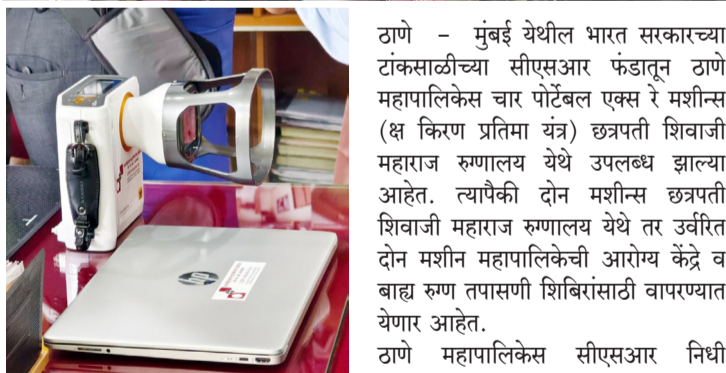 ठाणे – मुंबई येथील भारत सरकारच्या
टांकसाळीच्या सीएसआर फंडातून ठाणे
महापालिकेस चार पोर्टेबल एक्स रे मशीन्स
(क्ष किरण प्रतिमा यंत्र) छत्रपती शिवाजी
महाराज रुग्णालय येथे उपलब्ध झाल्या
आहेत. त्यापैकी दोन मशीन्स छत्रपती
शिवाजी महाराज रुग्णालय येथे तर उर्वरित
दोन मशीन महापालिकेची आरोग्य केंद्रे व
बाह्य रुग्ण तपासणी शिबिरांसाठी वापरण्यात
येणार आहेत.
ठाणे महापालिकेस सीएसआर निधी
hp